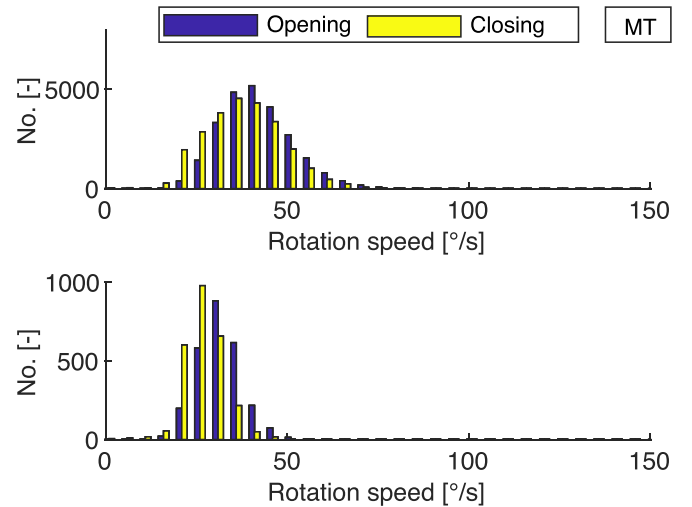 Opening Closing MT
No. [-]
5000
0
0 50 100 150
Rotation speed [°/s]
No. [-]
1000
500
0
0 50 100 150
Rotation speed [°/s]